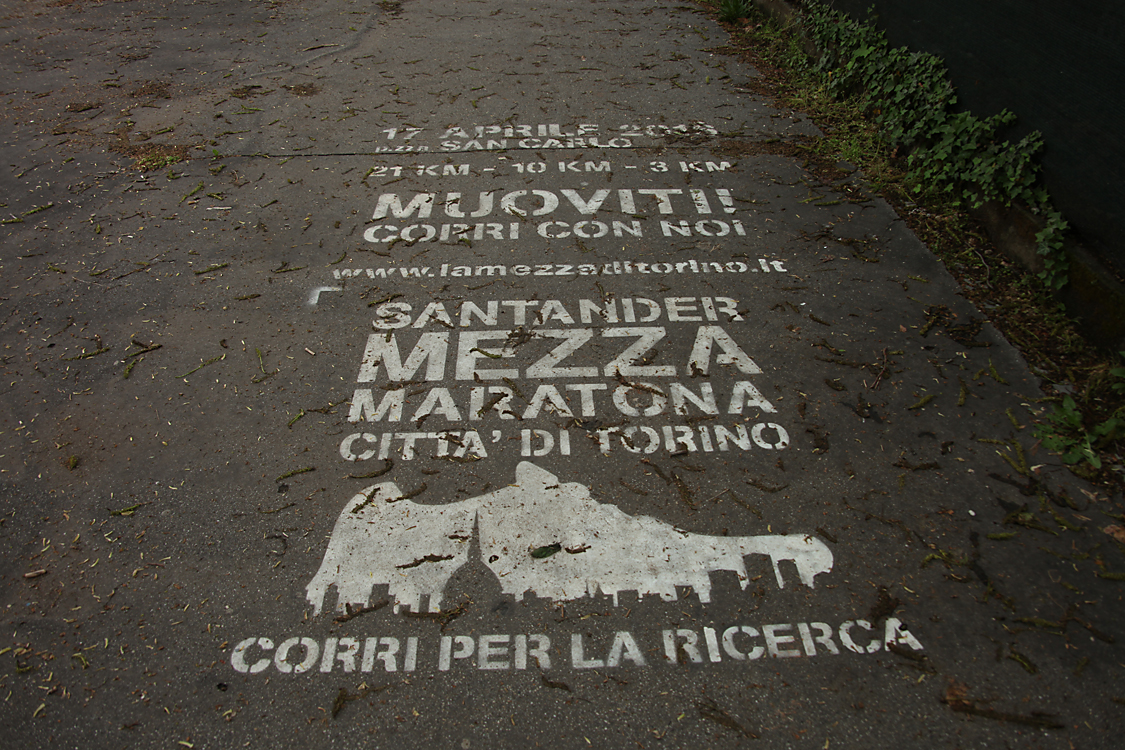 17 APRILE
SAN CARLO
21 KM - 10 KM - 3 KM
MUOVITI!
CORRI CON NOI
www.lamezzaditorino.it
SANTANDER
MEZZA
MARATONA
CITTA' DI TORINO
CORRI PER LA RICERCA